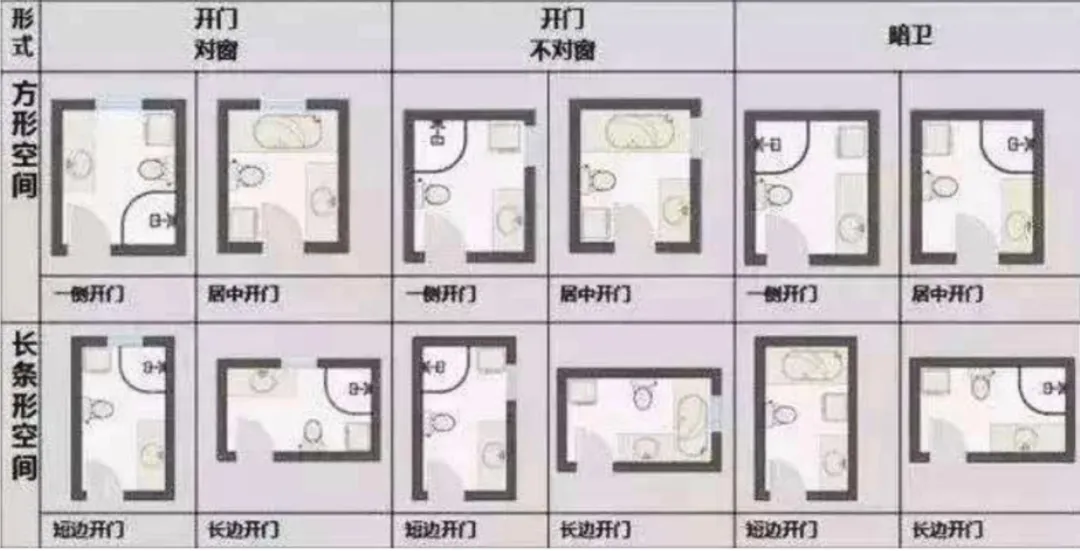 形式
开门
对窗
开门
不对窗
暗卫
方形空间
一侧开门
居中开门
一侧开门
居中开门
一侧开门
居中开门
长条形空间
短边开门
长边开门
短边开门
长边开门
短边开门
长边开门